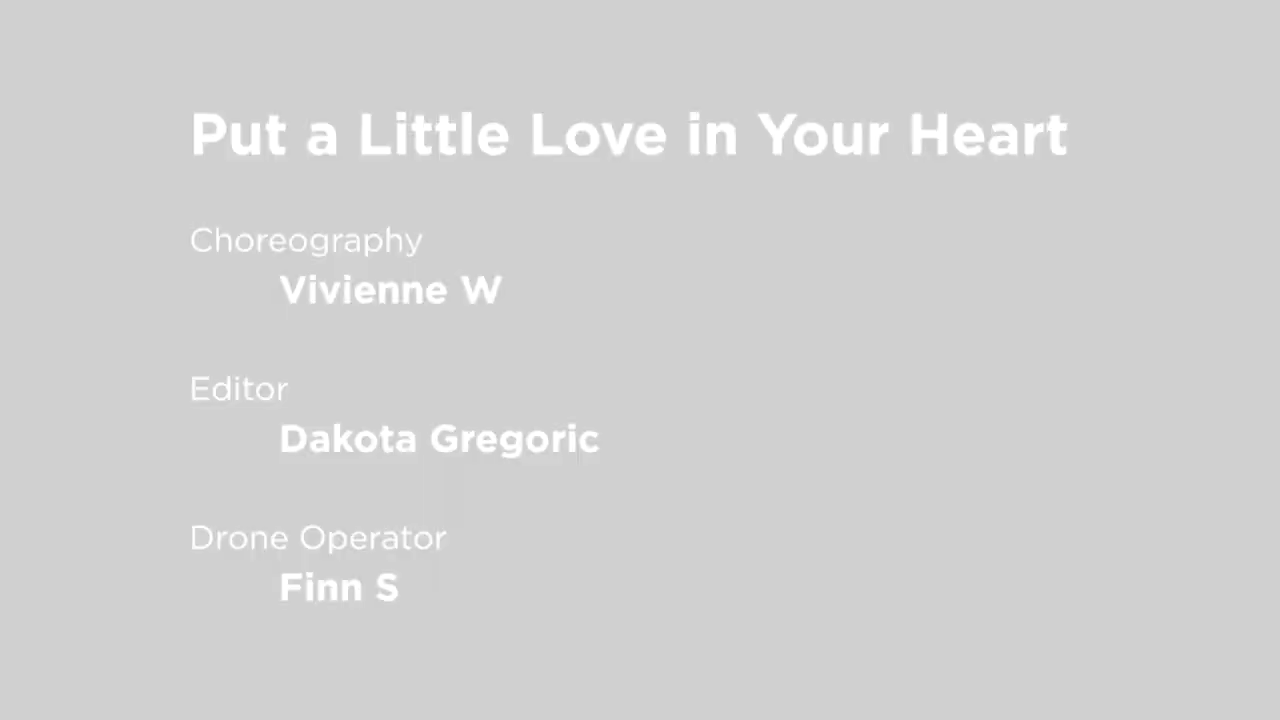 Put a Little Love in Your Heart
Choreography
Vivienne W
Editor
Dakota Gregoric
Drone Operator
Finn S